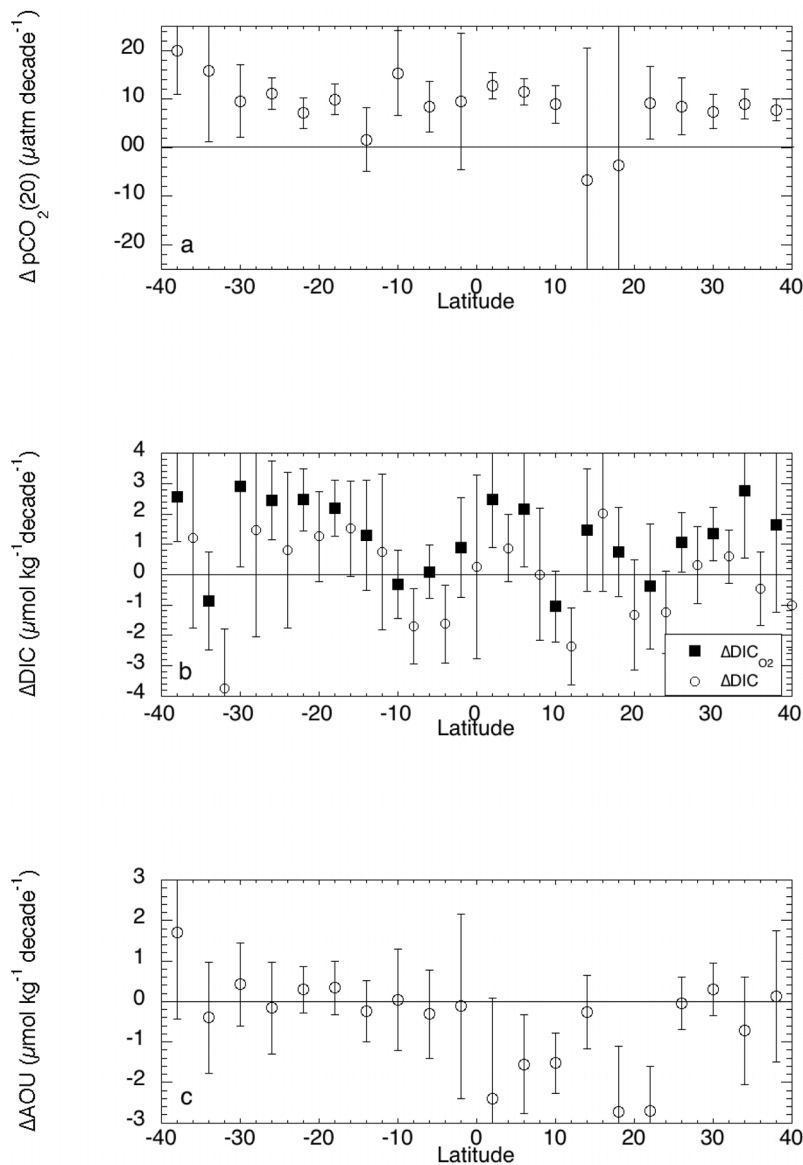 Δ pCO₂(20) (µatm decade⁻¹)
20
10
00
-10
-20
a
-40 -30 -20 -10 0 10 20 30 40
Latitude
ΔDIC (µmol kg⁻¹decade⁻¹)
4
3
2
1
0
-1
-2
-3
-4
b
ΔDIC O2
ΔDIC
-40 -30 -20 -10 0 10 20 30 40
Latitude
ΔAOU (µmol kg⁻¹ decade⁻¹)
3
2
1
0
-1
-2
-3
c
-40 -30 -20 -10 0 10 20 30 40
Latitude